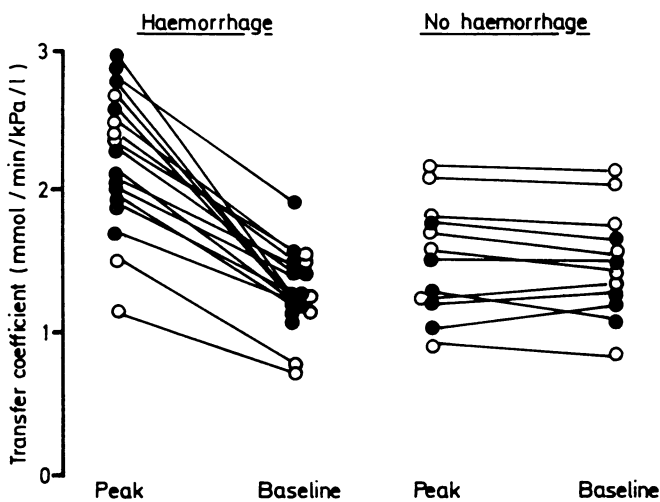 Haemorrhage
No haemorrhage
Transfer coefficient (mmol/min/kPa/l)
3
2
1
0
Peak
Baseline
Peak
Baseline